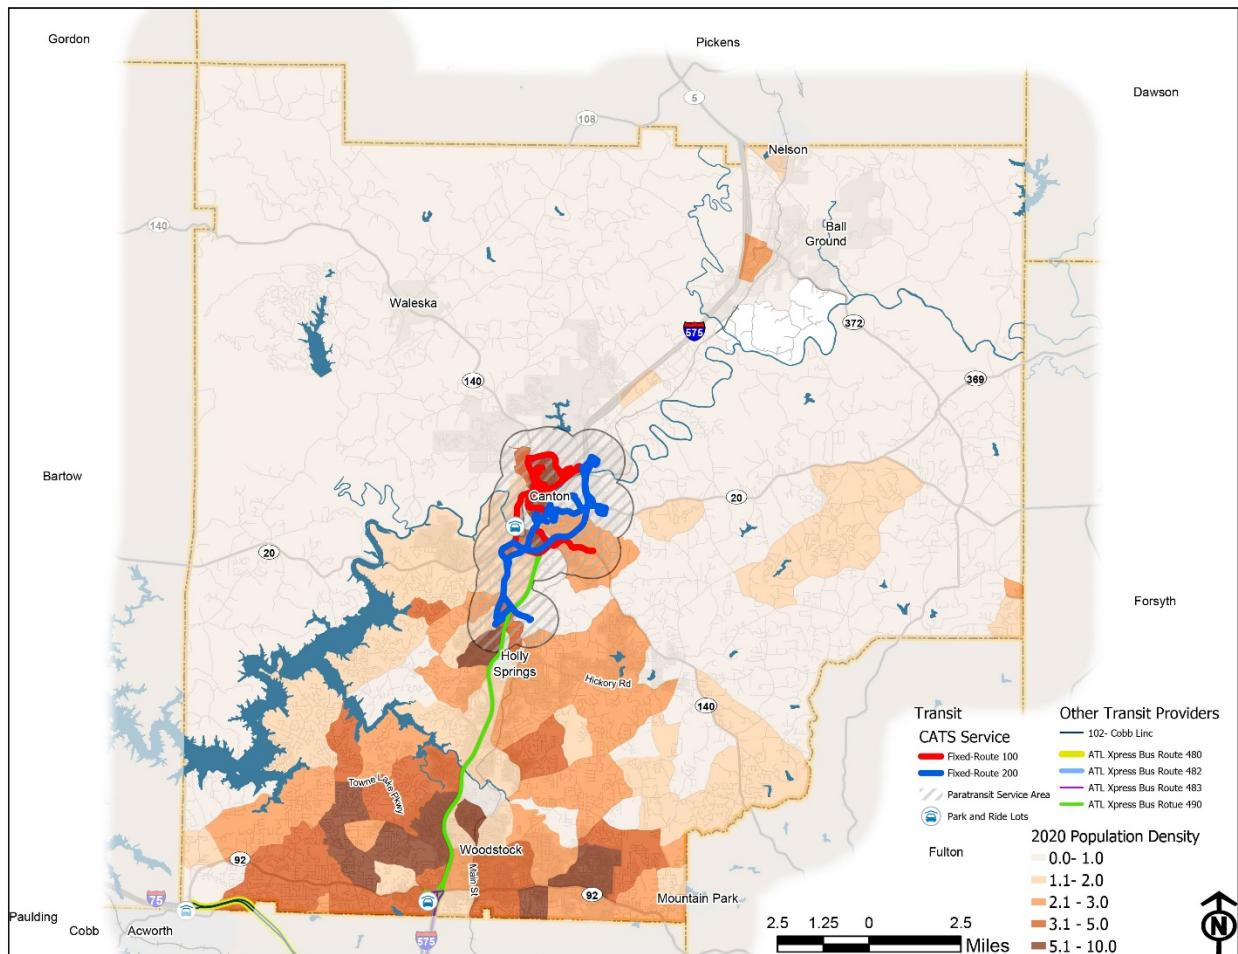 Gordon
Pickens
Dawson
5
108
Nelson
140
Ball
Ground
Waleska
575
372
140
369
Bartow
Canton
20
20
Forsyth
Holly
Springs
Hickory Rd
140
Towne Lake Pkwy
Woodstock
Main St
92
92
Mountain Park
Fulton
75
Paulding
Cobb
Acworth
575
Transit
CATS Service
Fixed-Route 100
Fixed-Route 200
Paratransit Service Area
Park and Ride Lots
Other Transit Providers
102- Cobb Linc
ATL Xpress Bus Route 480
ATL Xpress Bus Route 482
ATL Xpress Bus Route 483
ATL Xpress Bus Rotue 490
2020 Population Density
0.0- 1.0
1.1- 2.0
2.1 - 3.0
3.1 - 5.0
5.1 - 10.0
2.5 1.25 0 2.5
Miles
N